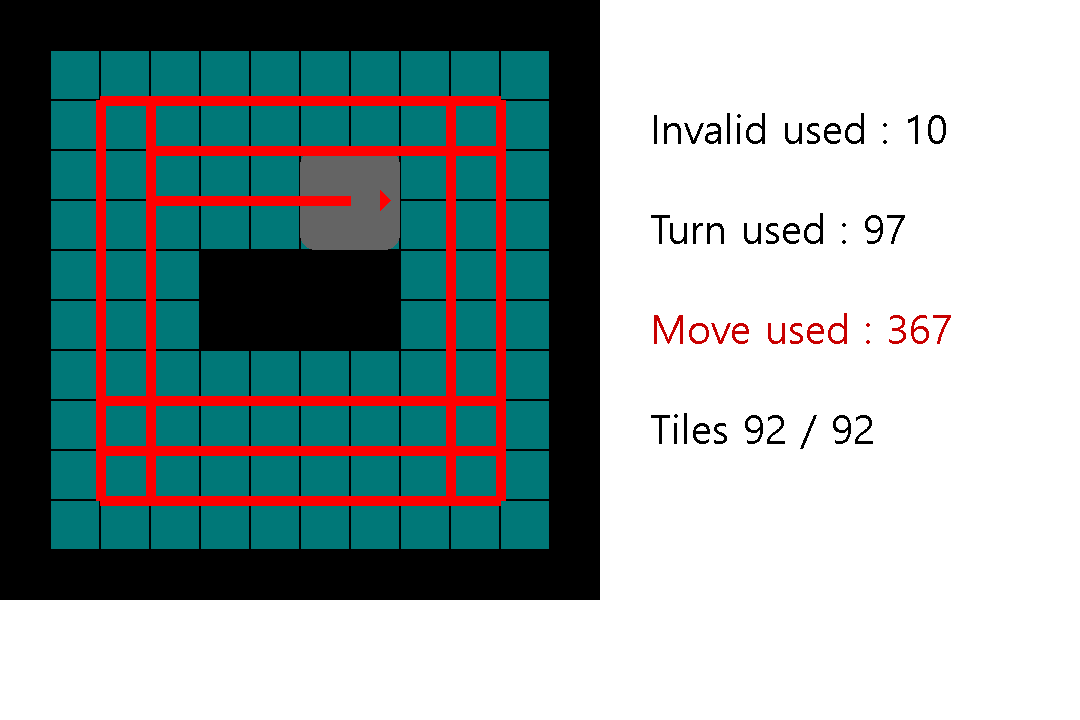 Invalid used : 10
Turn used : 97
Move used : 367
Tiles 92 / 92